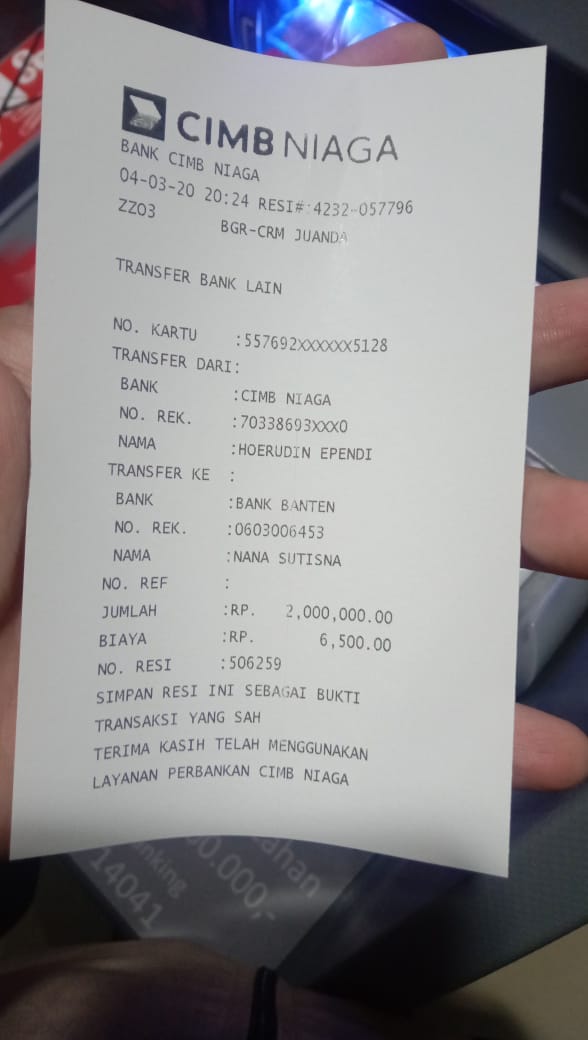 CIMB NIAGA
BANK CIMB NIAGA
04-03-20 20:24 RESI#:4232-057796
ZZ03 BGR-CRM JUANDA
TRANSFER BANK LAIN
NO. KARTU :557692XXXXXX5128
TRANSFER DARI:
BANK :CIMB NIAGA
NO. REK. :70338693XXX0
NAMA :HOERUDIN EPENDI
TRANSFER KE :
BANK :BANK BANTEN
NO. REK. :0603006453
NAMA :NANA SUTISNA
NO. REF :
JUMLAH :RP. 2,000,000.00
BIAYA :RP. 6,500.00
NO. RESI :506259
SIMPAN RESI INI SEBAGAI BUKTI
TRANSAKSI YANG SAH
TERIMA KASIH TELAH MENGGUNAKAN
LAYANAN PERBANKAN CIMB NIAGA
14041